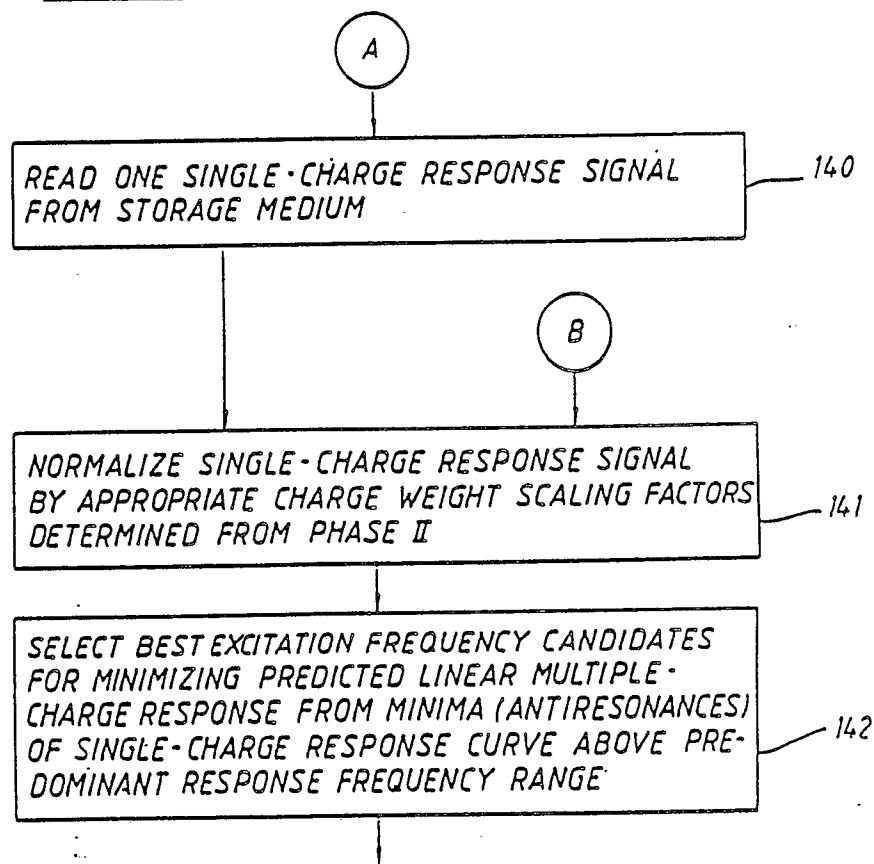 A
READ ONE SINGLE-CHARGE RESPONSE SIGNAL
FROM STORAGE MEDIUM
140
B
NORMALIZE SINGLE-CHARGE RESPONSE SIGNAL
BY APPROPRIATE CHARGE WEIGHT SCALING FACTORS
DETERMINED FROM PHASE II
141
SELECT BEST EXCITATION FREQUENCY CANDIDATES
FOR MINIMIZING PREDICTED LINEAR MULTIPLE-
CHARGE RESPONSE FROM MINIMA (ANTIRESONANCES)
OF SINGLE-CHARGE RESPONSE CURVE ABOVE PRE-
DOMINANT RESPONSE FREQUENCY RANGE
142